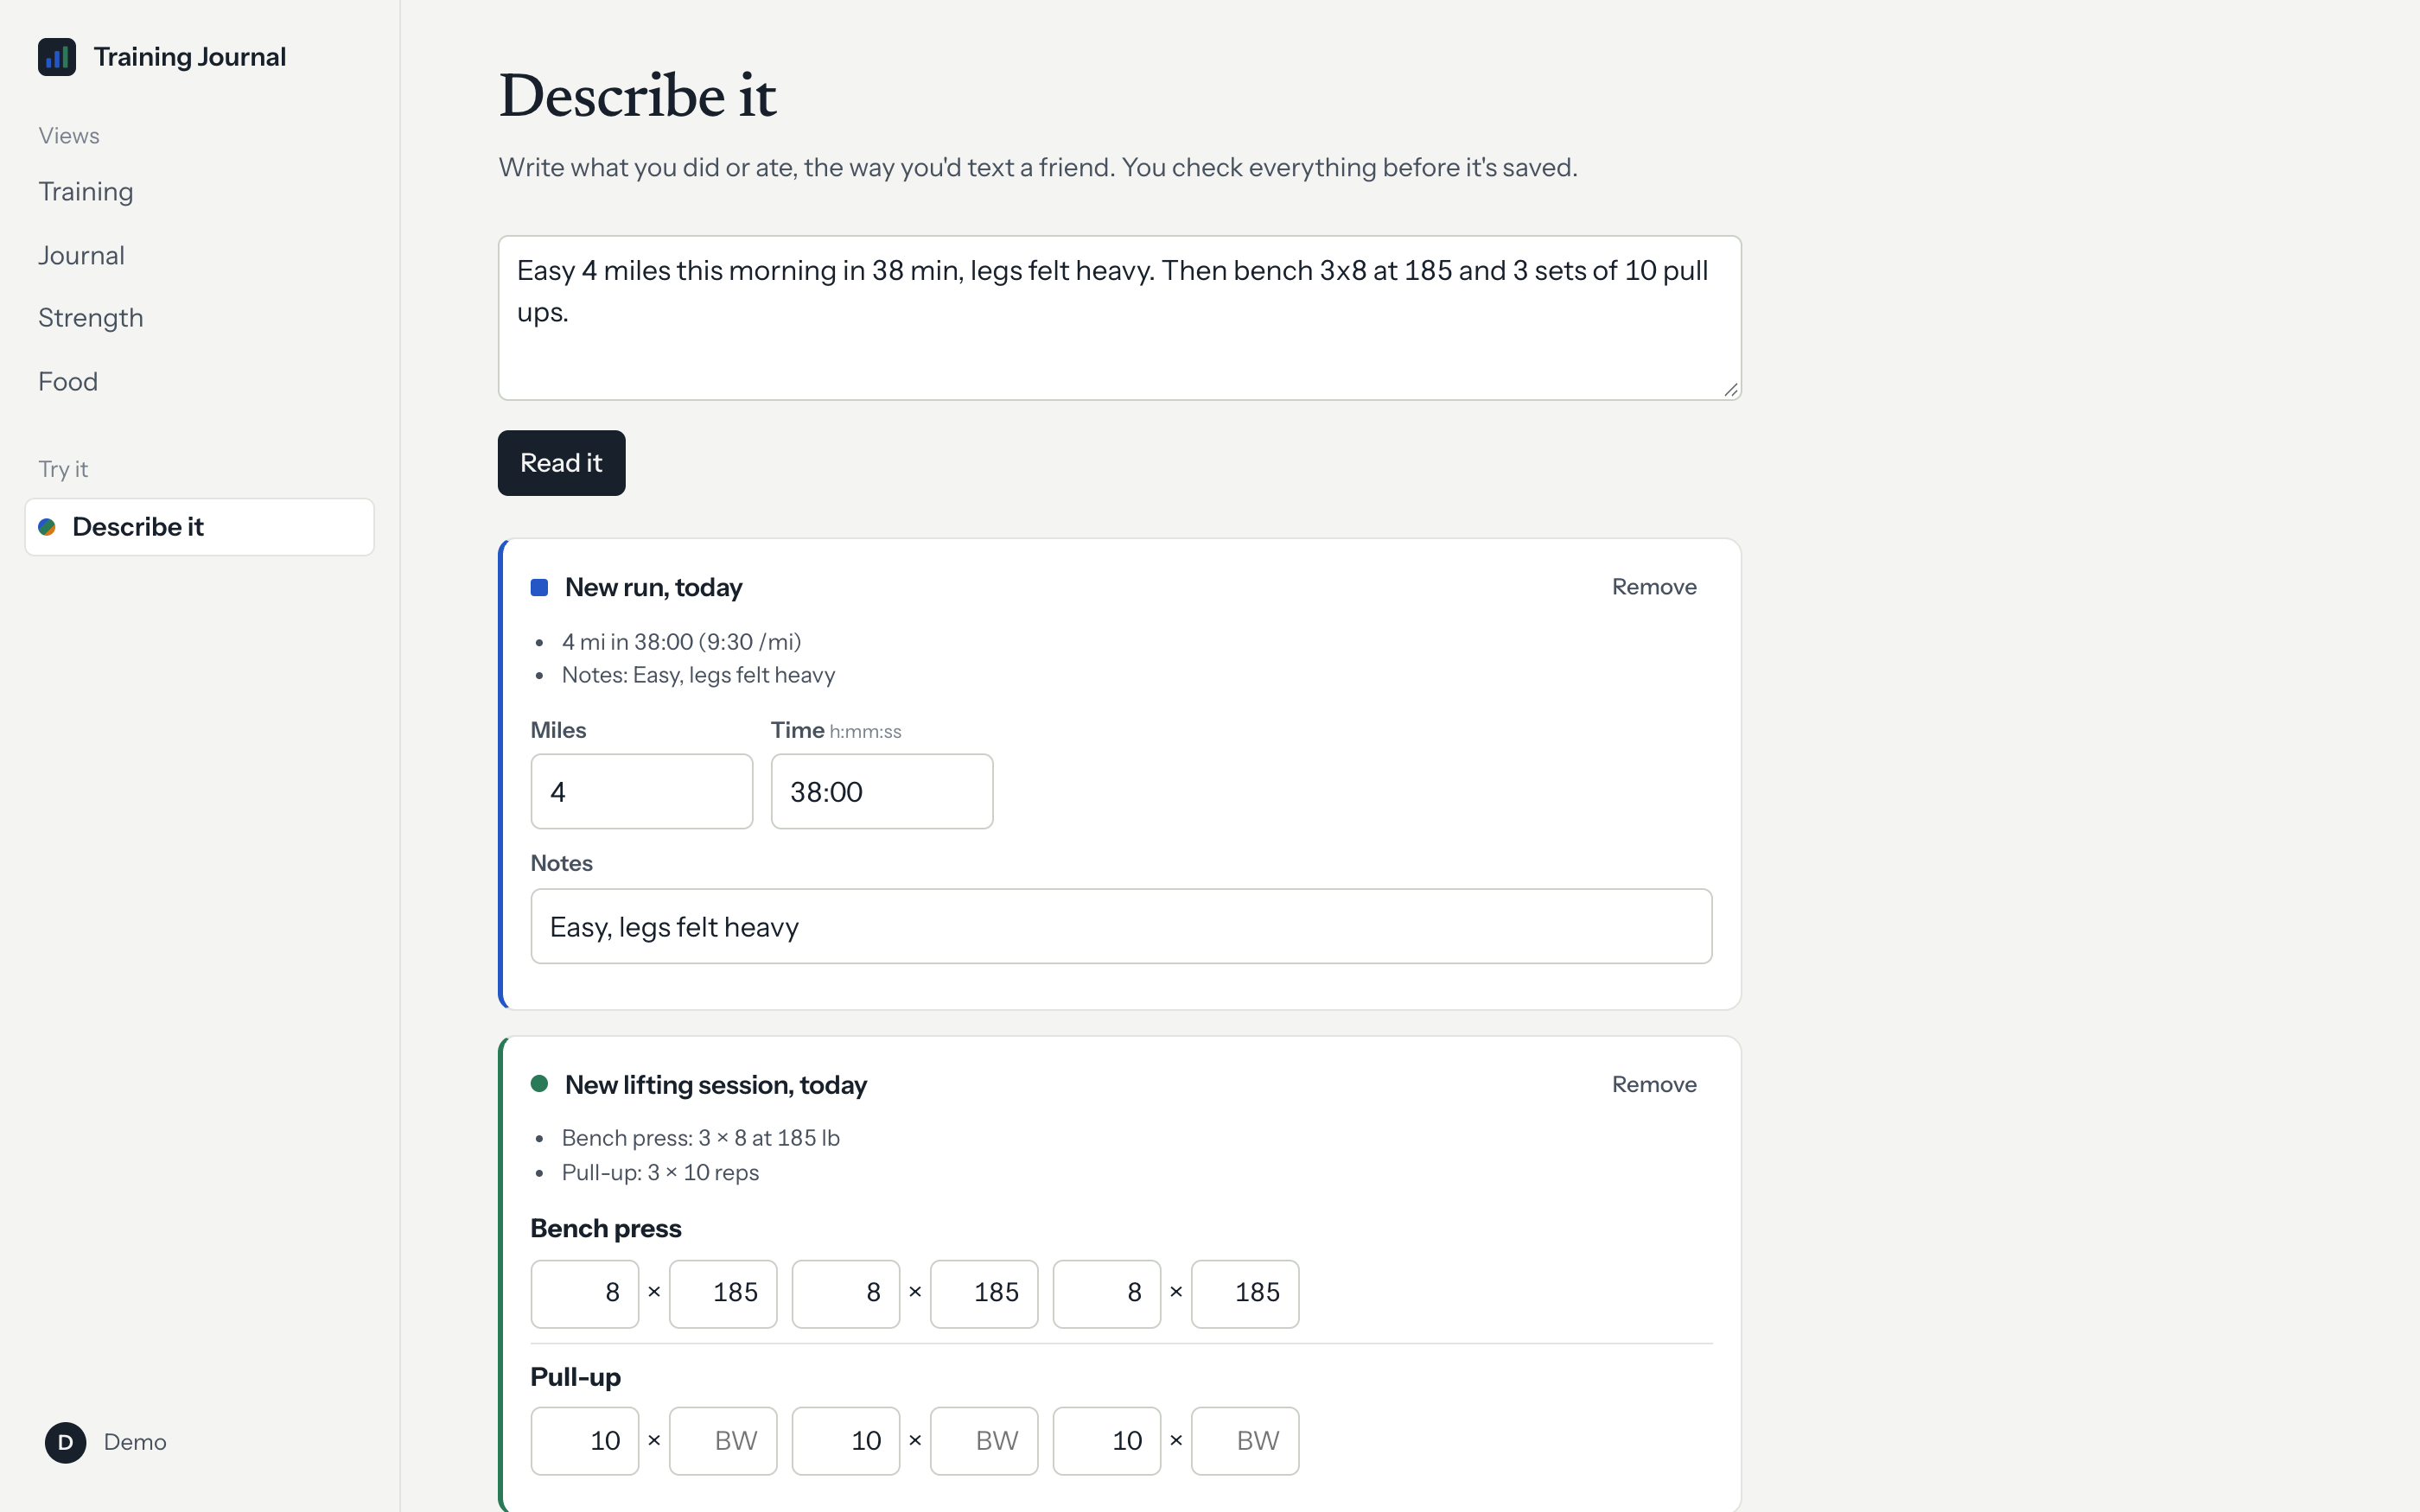 Training Journal
Views
Training
Journal
Strength
Food
Try it
Describe it
D Demo
Describe it
Write what you did or ate, the way you'd text a friend. You check everything before it's saved.
Easy 4 miles this morning in 38 min, legs felt heavy. Then bench 3x8 at 185 and 3 sets of 10 pull
ups.
Read it
New run, today Remove
• 4 mi in 38:00 (9:30 /mi)
• Notes: Easy, legs felt heavy
Miles Time h:mm:ss
4 38:00
Notes
Easy, legs felt heavy
New lifting session, today Remove
• Bench press: 3 × 8 at 185 lb
• Pull-up: 3 × 10 reps
Bench press
8 × 185 8 × 185 8 × 185
Pull-up
10 × BW 10 × BW 10 × BW